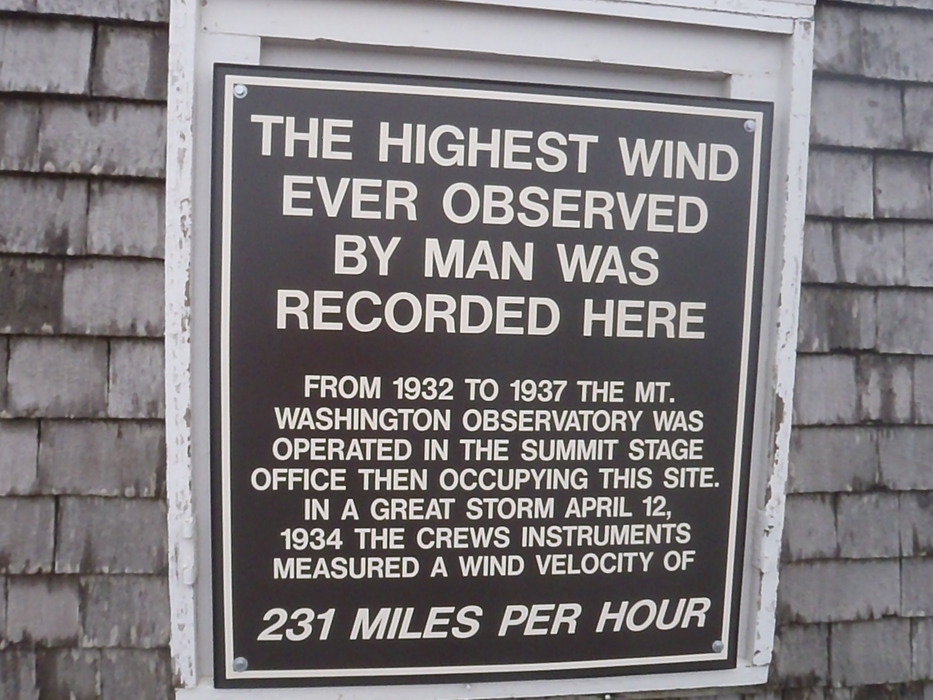 THE HIGHEST WIND
EVER OBSERVED
BY MAN WAS
RECORDED HERE
FROM 1932 TO 1937 THE MT.
WASHINGTON OBSERVATORY WAS
OPERATED IN THE SUMMIT STAGE
OFFICE THEN OCCUPYING THIS SITE.
IN A GREAT STORM APRIL 12,
1934 THE CREWS INSTRUMENTS
MEASURED A WIND VELOCITY OF
231 MILES PER HOUR